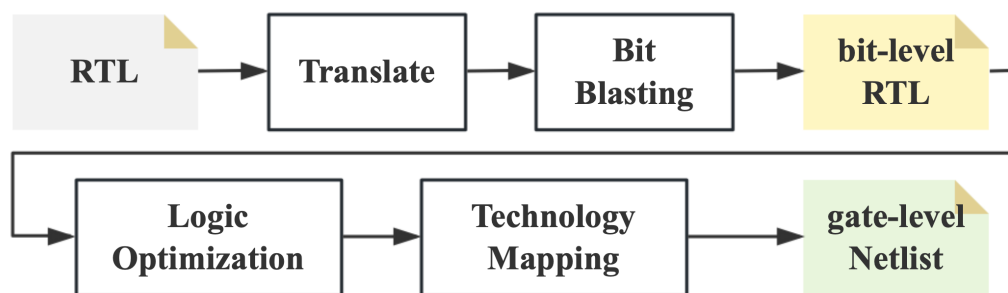 RTL
Translate
Bit
Blasting
bit-level
RTL
Logic
Optimization
Technology
Mapping
gate-level
Netlist